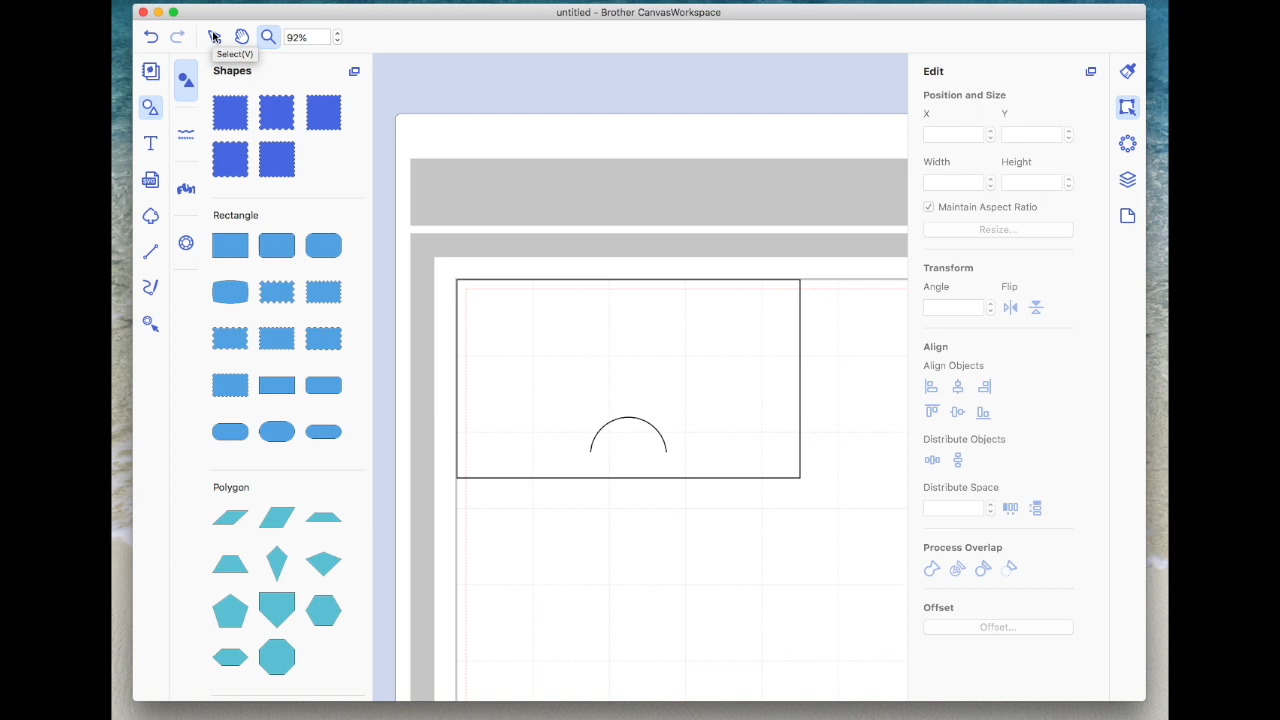 untitled - Brother CanvasWorkspace
92%
Select(V)
Shapes
Rectangle
Polygon
T
SVG
Edit
Position and Size
X Y
Width Height
Maintain Aspect Ratio
Resize...
Transform
Angle Flip
Align
Align Objects
Distribute Objects
Distribute Space
Process Overlap
Offset
Offset...